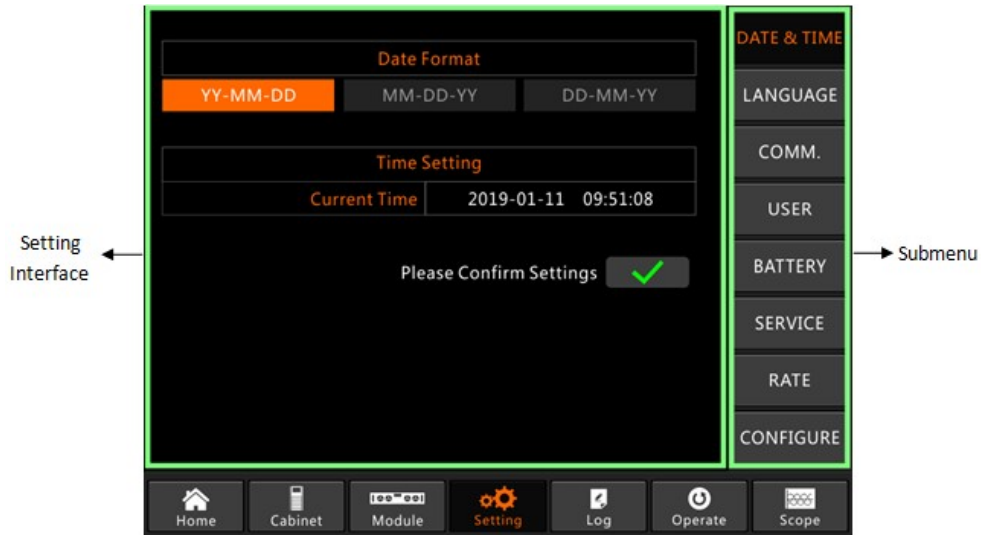 Date Format
YY-MM-DD MM-DD-YY DD-MM-YY
Time Setting
Current Time 2019-01-11 09:51:08
Please Confirm Settings
Setting
Interface
DATE & TIME
LANGUAGE
COMM.
USER
BATTERY
SERVICE
RATE
CONFIGURE
Submenu
Home Cabinet Module Setting Log Operate Scope